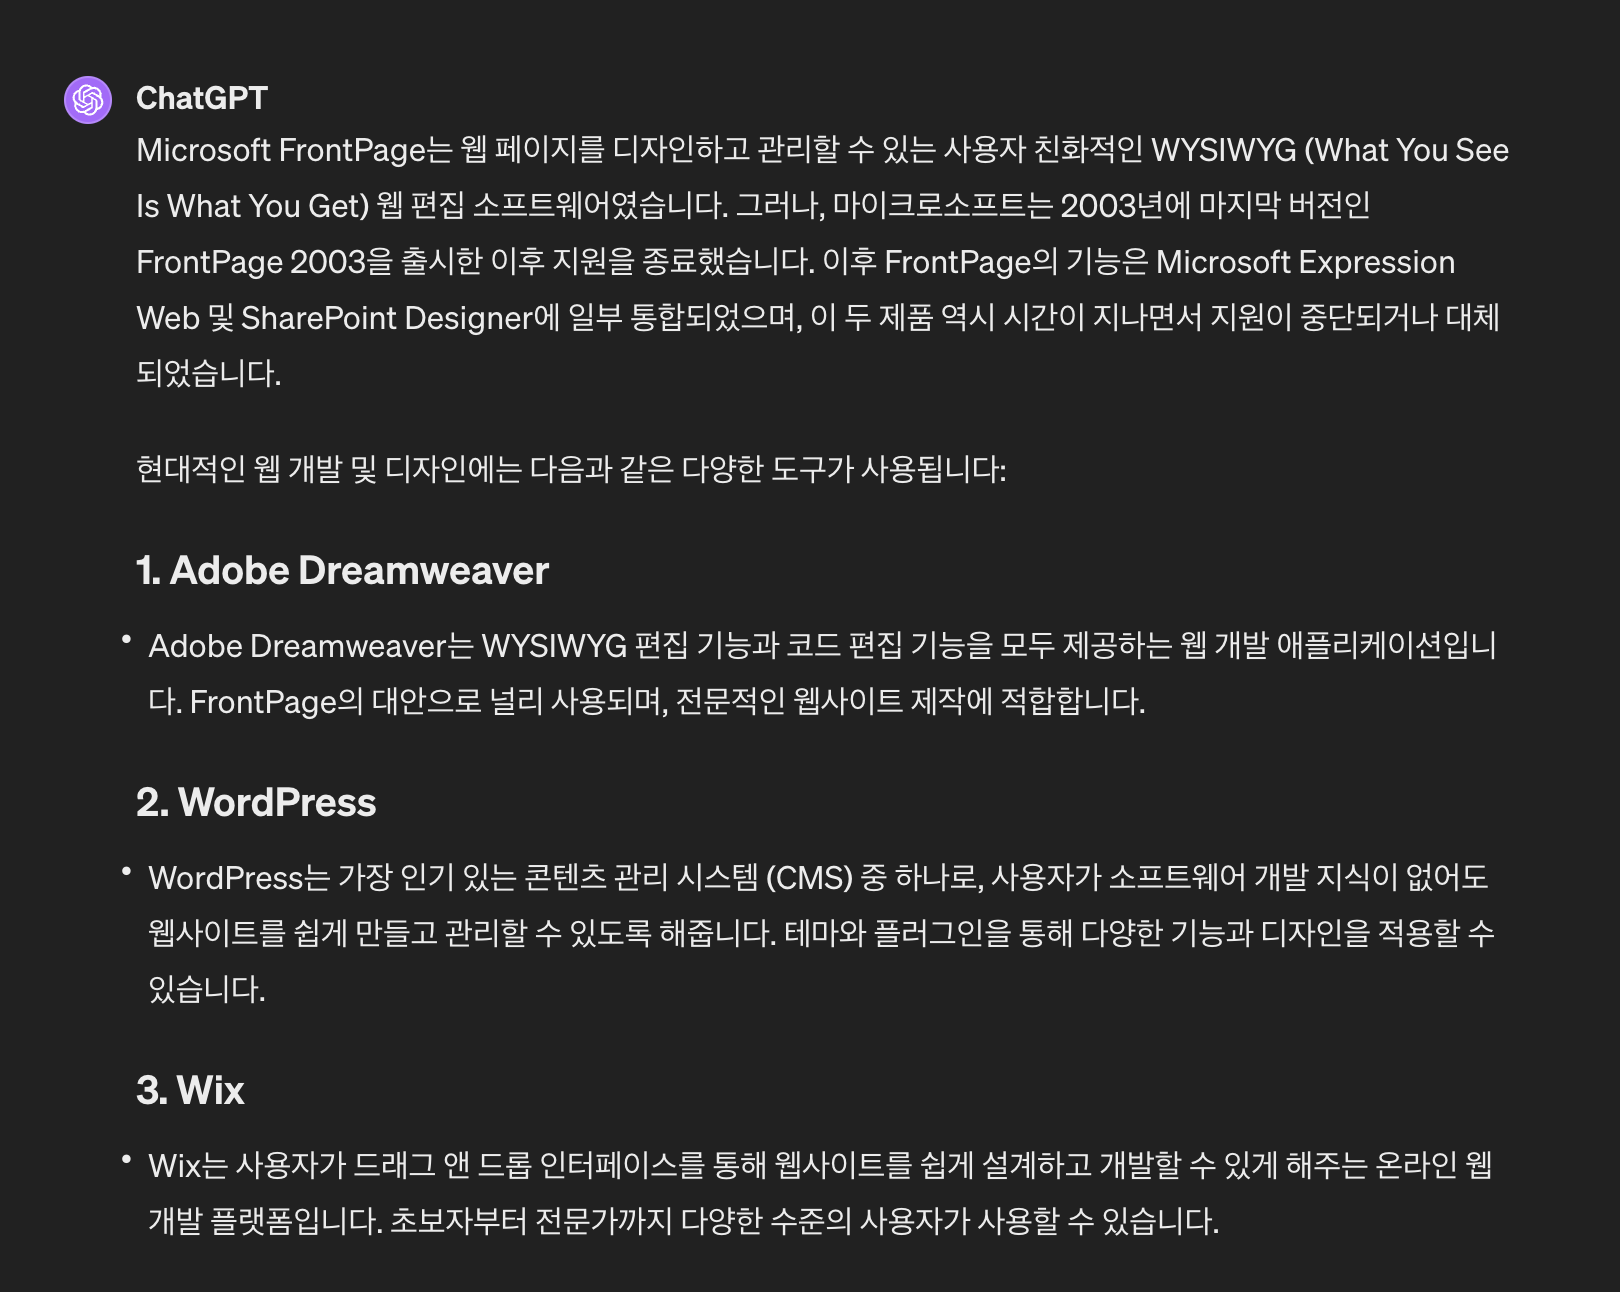 ChatGPT
Microsoft FrontPage는 웹 페이지를 디자인하고 관리할 수 있는 사용자 친화적인 WYSIWYG (What You See
Is What You Get) 웹 편집 소프트웨어였습니다. 그러나, 마이크로소프트는 2003년에 마지막 버전인
FrontPage 2003을 출시한 이후 지원을 종료했습니다. 이후 FrontPage의 기능은 Microsoft Expression
Web 및 SharePoint Designer에 일부 통합되었으며, 이 두 제품 역시 시간이 지나면서 지원이 중단되거나 대체
되었습니다.
현대적인 웹 개발 및 디자인에는 다음과 같은 다양한 도구가 사용됩니다:
1. Adobe Dreamweaver
• Adobe Dreamweaver는 WYSIWYG 편집 기능과 코드 편집 기능을 모두 제공하는 웹 개발 애플리케이션입니
다. FrontPage의 대안으로 널리 사용되며, 전문적인 웹사이트 제작에 적합합니다.
2. WordPress
• WordPress는 가장 인기 있는 콘텐츠 관리 시스템 (CMS) 중 하나로, 사용자가 소프트웨어 개발 지식이 없어도
웹사이트를 쉽게 만들고 관리할 수 있도록 해줍니다. 테마와 플러그인을 통해 다양한 기능과 디자인을 적용할 수
있습니다.
3. Wix
• Wix는 사용자가 드래그 앤 드롭 인터페이스를 통해 웹사이트를 쉽게 설계하고 개발할 수 있게 해주는 온라인 웹
개발 플랫폼입니다. 초보자부터 전문가까지 다양한 수준의 사용자가 사용할 수 있습니다.